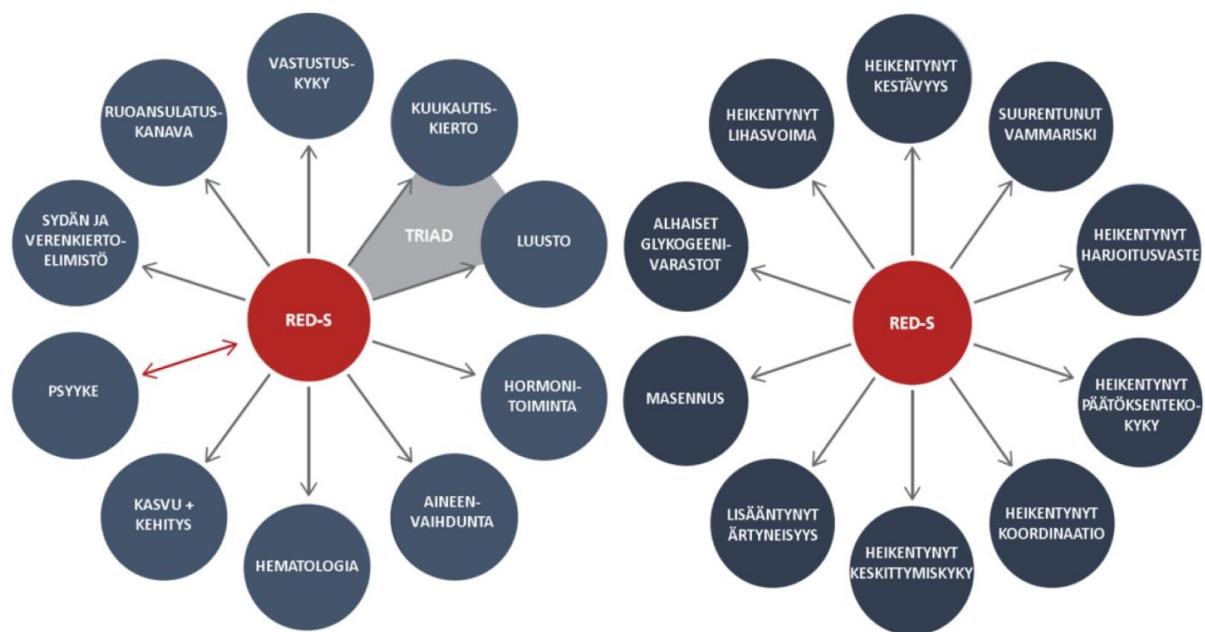 VASTUSTUS-
KYKY
KUUKAUTIS-
KIERTO
LUUSTO
HORMONI-
TOIMINTA
AINEEN-
VAIHDUNTA
HEMATOLOGIA
KASVU +
KEHITYS
PSYYKE
SYDÄN JA
VERENKIERTO-
ELIMISTÖ
RUOANSULATUS-
KANAVA
TRIAD
RED-S
HEIKENTYNYT
KESTÄVYYS
SUURENTUNUT
VAMMARISKI
HEIKENTYNYT
HARJOITUSVASTE
HEIKENTYNYT
PÄÄTÖKSENTEKO-
KYKY
HEIKENTYNYT
KOORDINAATIO
HEIKENTYNYT
KESKITTYMISKYKY
LISÄÄNTYNYT
ÄRTYNEISYYS
MASENNUS
ALHAISET
GLYKOGEENI-
VARASTOT
HEIKENTYNYT
LIHASVOIMA
RED-S